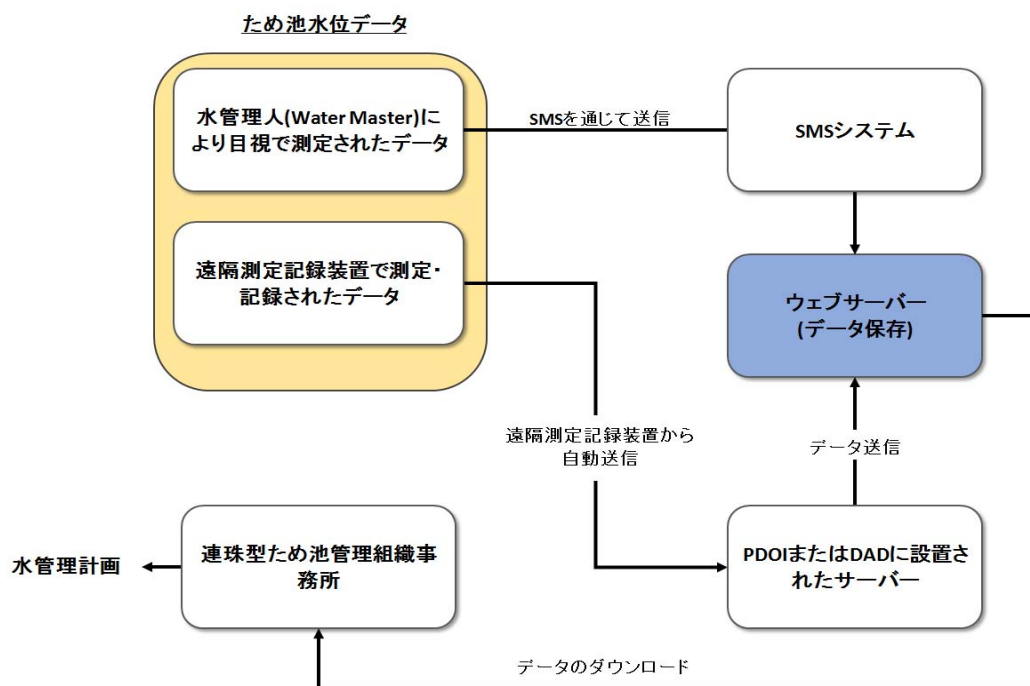 ため池水位データ
水管理人(Water Master)に
より目視で測定されたデータ
SMSを通じて送信
SMSシステム
遠隔測定記録装置で測定・
記録されたデータ
ウェブサーバー
(データ保存)
遠隔測定記録装置から
自動送信
データ送信
水管理計画
連珠型ため池管理組織事
務所
PDOIまたはDADに設置さ
れたサーバー
データのダウンロード